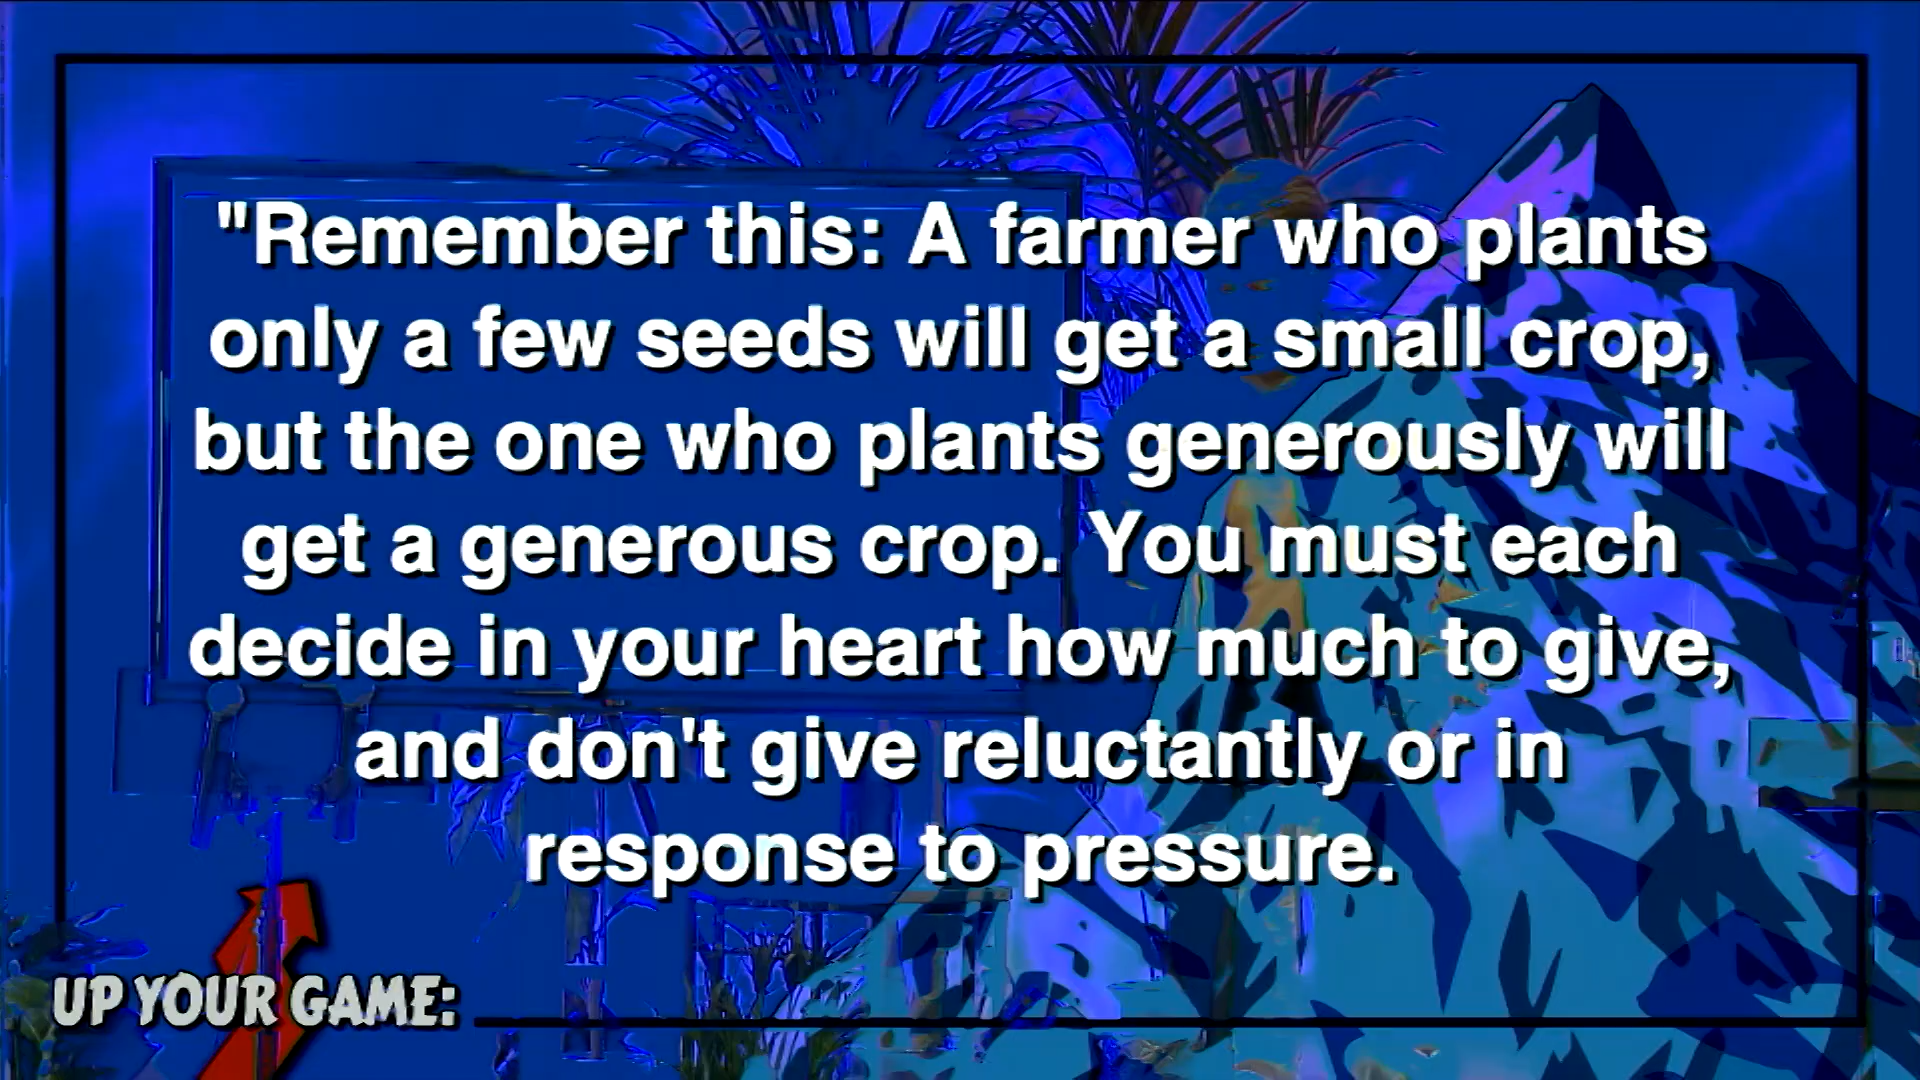 "Remember this: A farmer who plants
only a few seeds will get a small crop,
but the one who plants generously will
get a generous crop. You must each
decide in your heart how much to give,
and don't give reluctantly or in
response to pressure.
UP YOUR GAME: